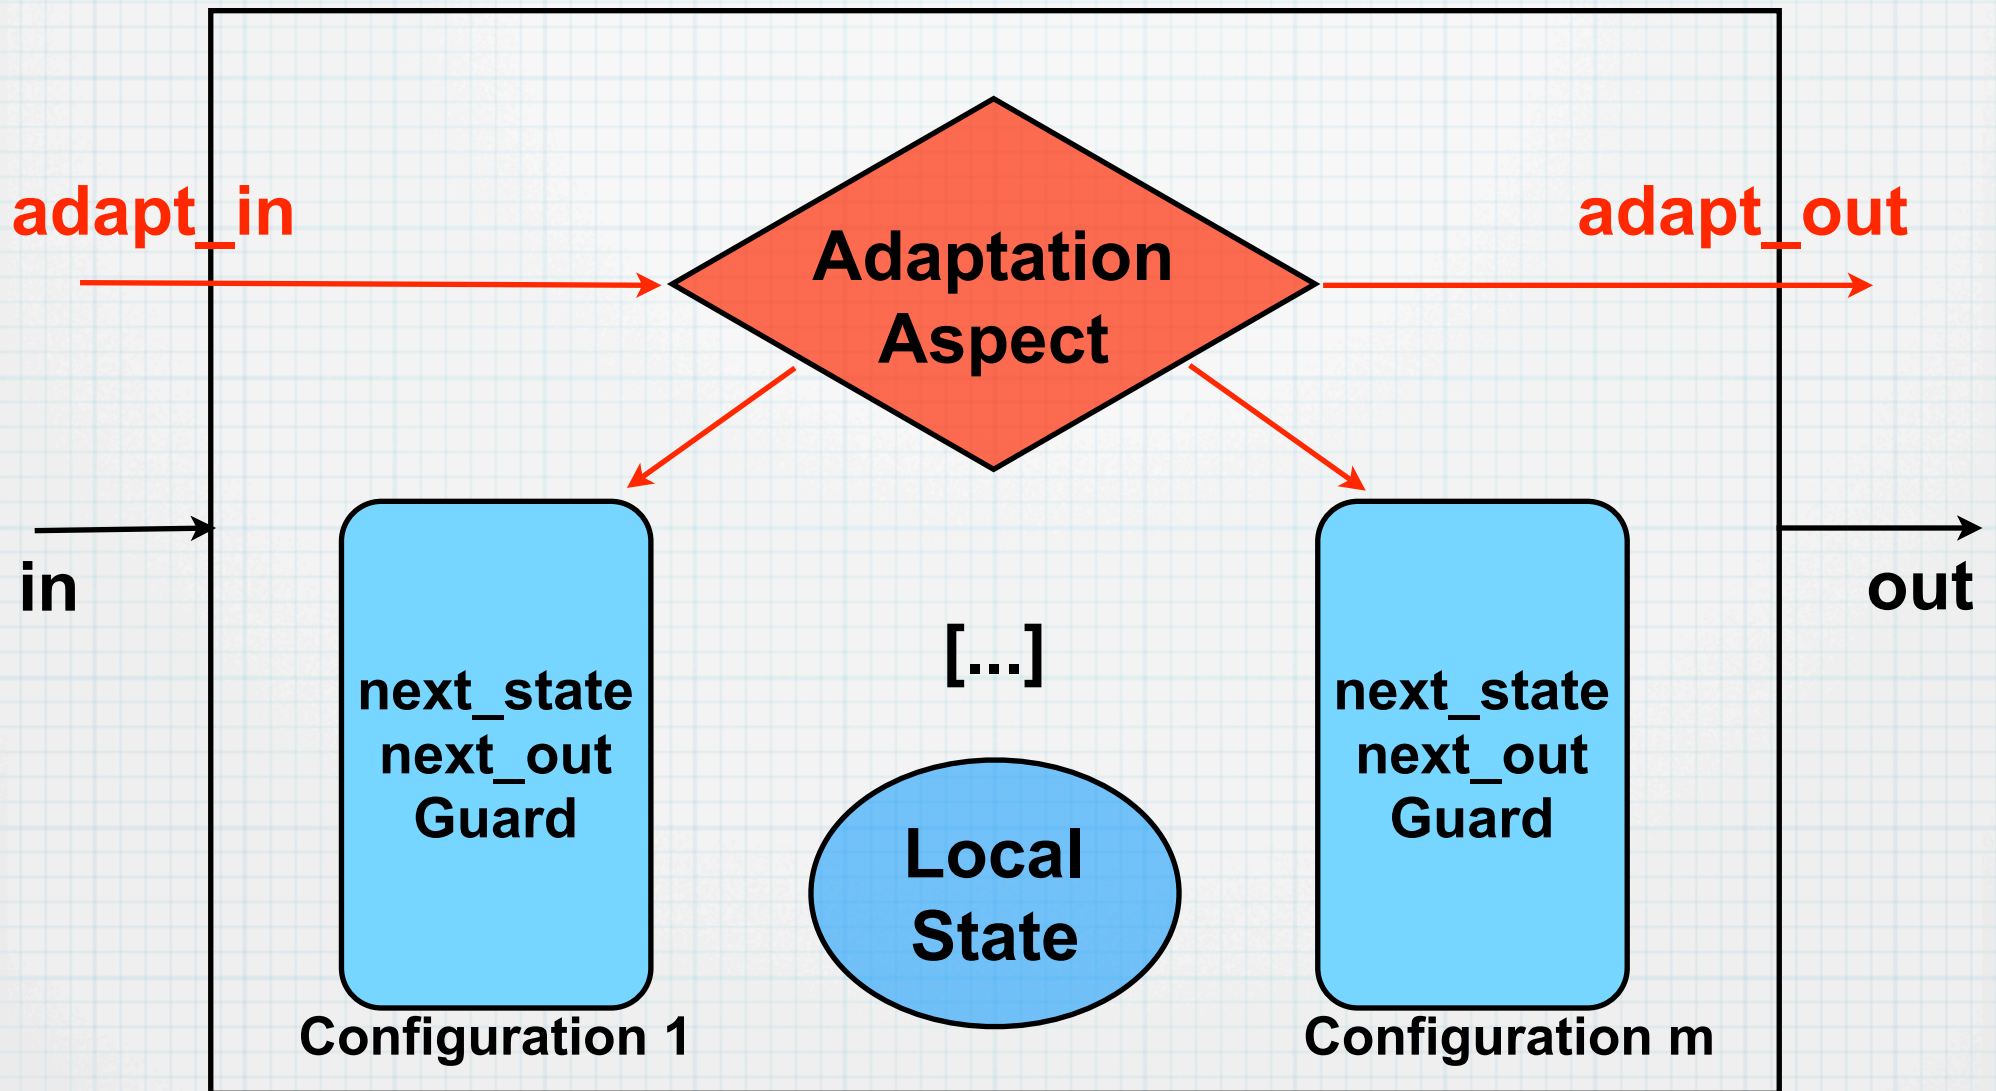 adapt_in
adapt_out
Adaptation
Aspect
in
out
[...]
next_state
next_out
Guard
next_state
next_out
Guard
Local
State
Configuration 1
Configuration m